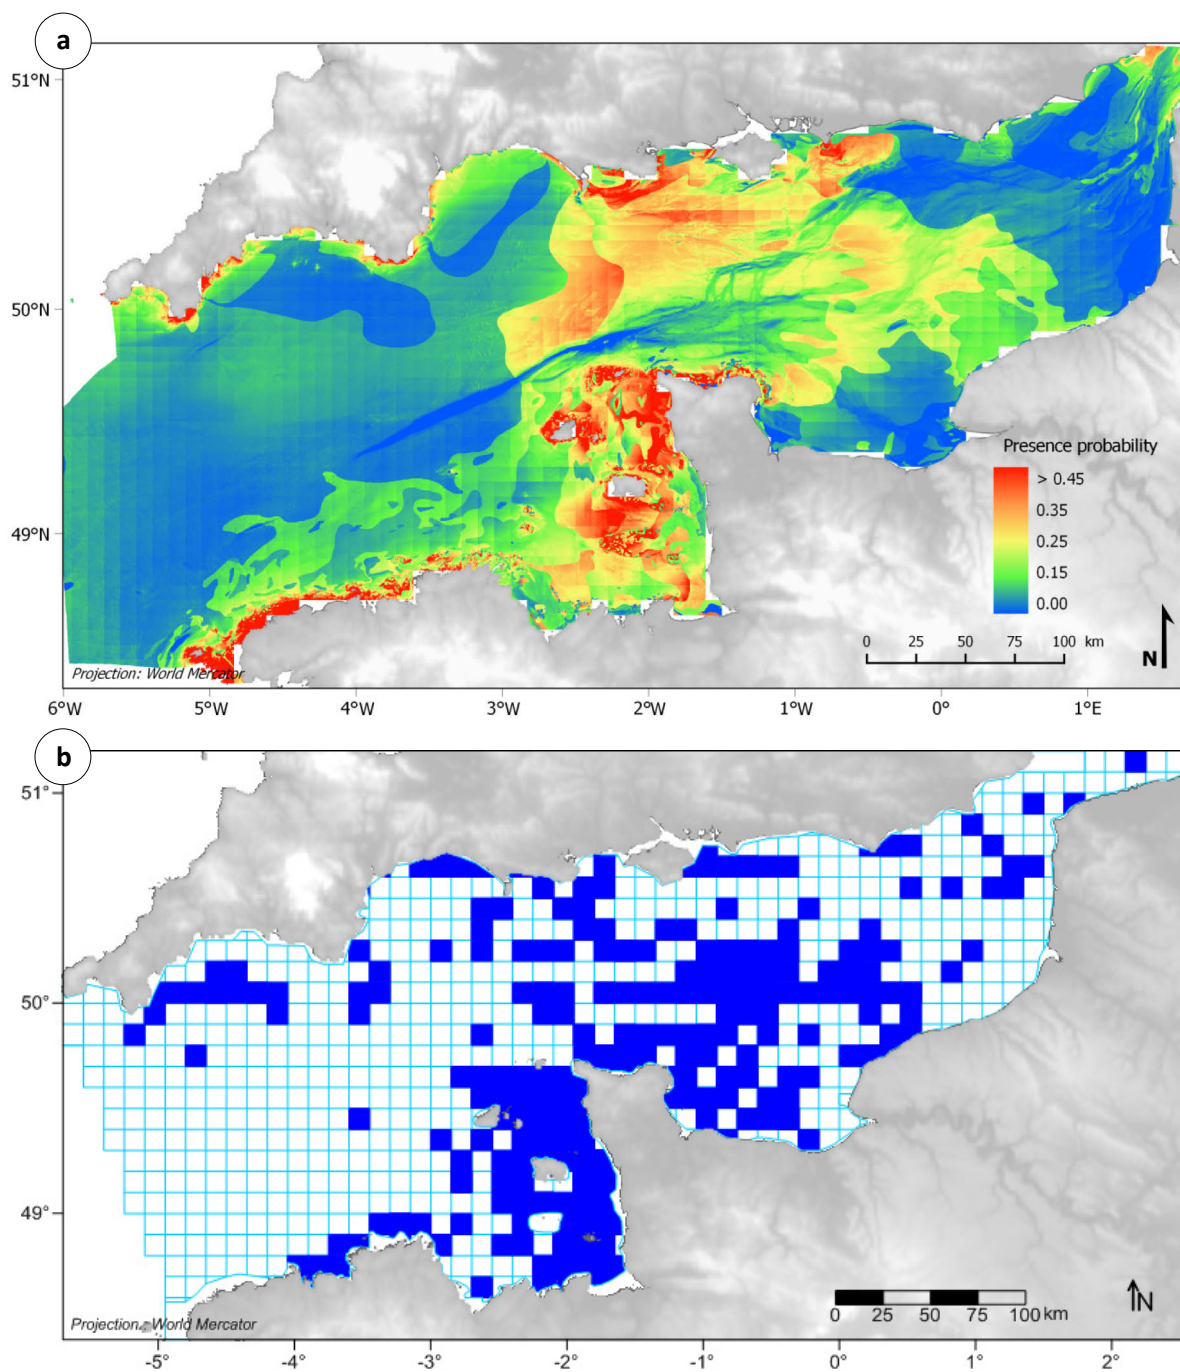 a
51°N
50°N
49°N
Presence probability
> 0.45
0.35
0.25
0.15
0.00
0 25 50 75 100 km
N
Projection: World Mercator
6°W 5°W 4°W 3°W 2°W 1°W 0° 1°E
b
51°
50°
49°
0 25 50 75 100 km
N
Projection.: World Mercator
-5° -4° -3° -2° -1° 0° 1° 2°